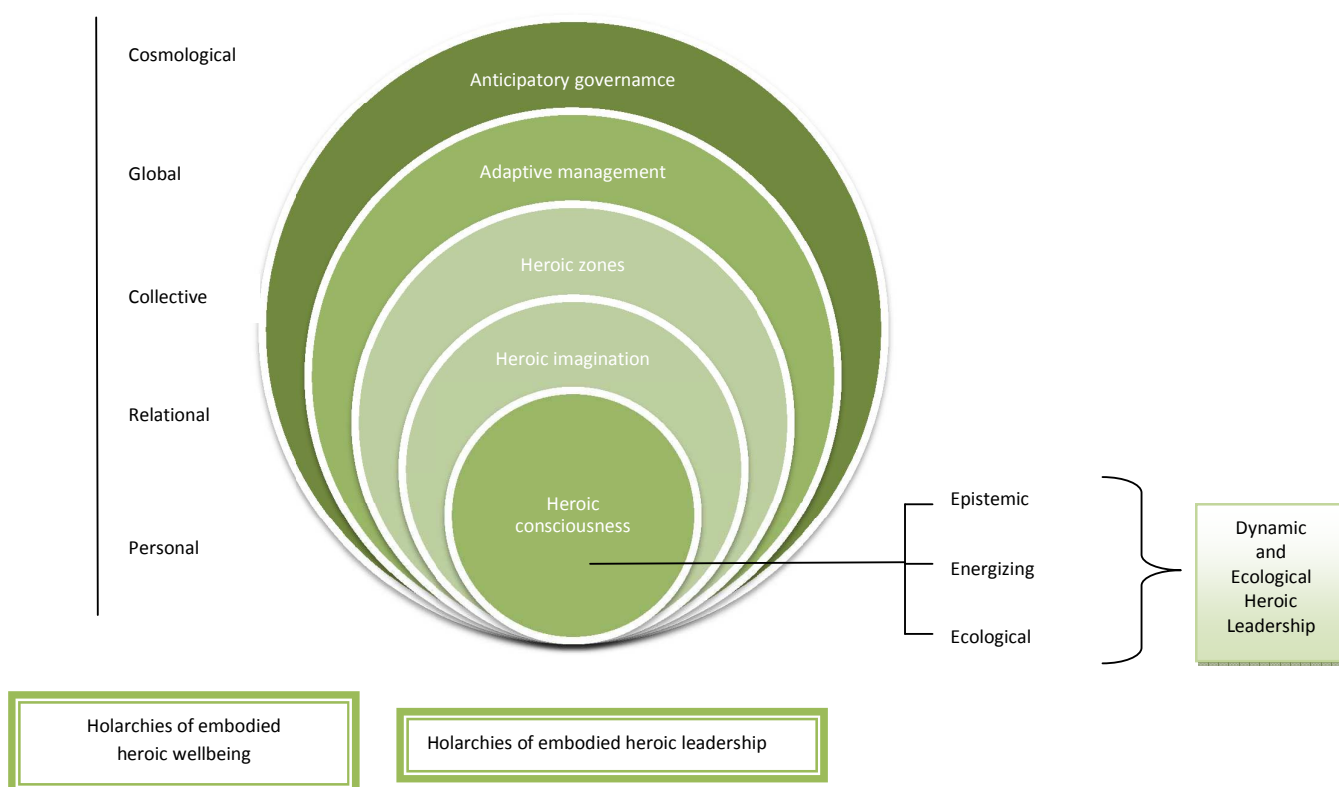 Cosmological
Anticipatory governamce
Global
Adaptive management
Collective
Heroic zones
Relational
Heroic imagination
Personal
Heroic
consciousness
Epistemic
Energizing
Ecological
Dynamic
and
Ecological
Heroic
Leadership
Holarchies of embodied
heroic wellbeing
Holarchies of embodied heroic leadership